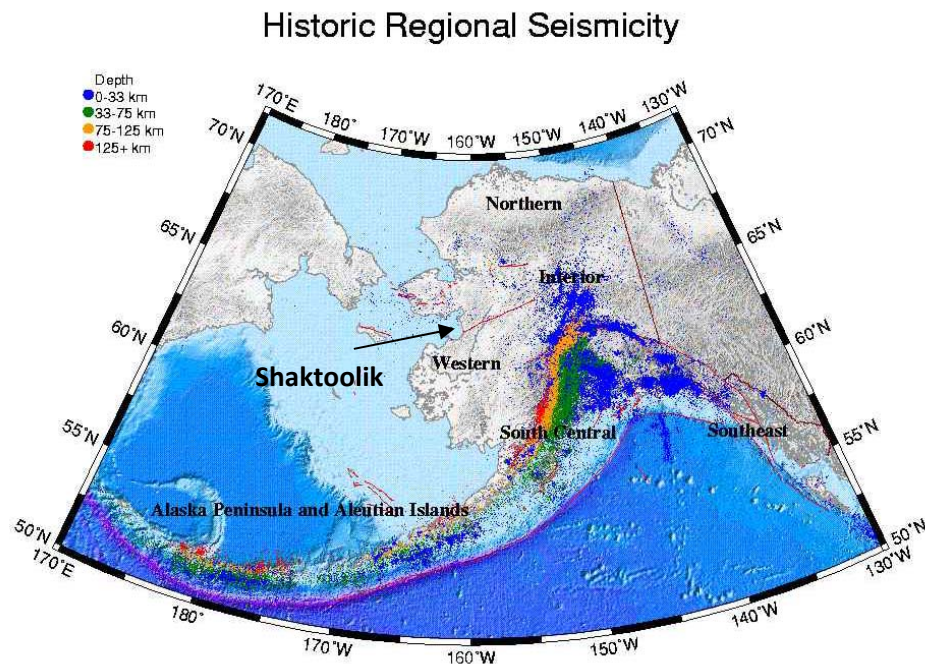 Historic Regional Seismicity
Depth
0-33 km
33-75 km
75-125 km
125+ km
170˚E
180˚
170˚W
160˚W
150˚W
140˚W
130˚W
70˚N
70˚N
65˚N
65˚N
60˚N
60˚N
55˚N
55˚N
50˚N
50˚N
Northern
Interior
Western
Shaktoolik
South Central
Southeast
Alaska Peninsula and Aleutian Islands
170˚E
180˚
170˚W
160˚W
150˚W
140˚W
130˚W